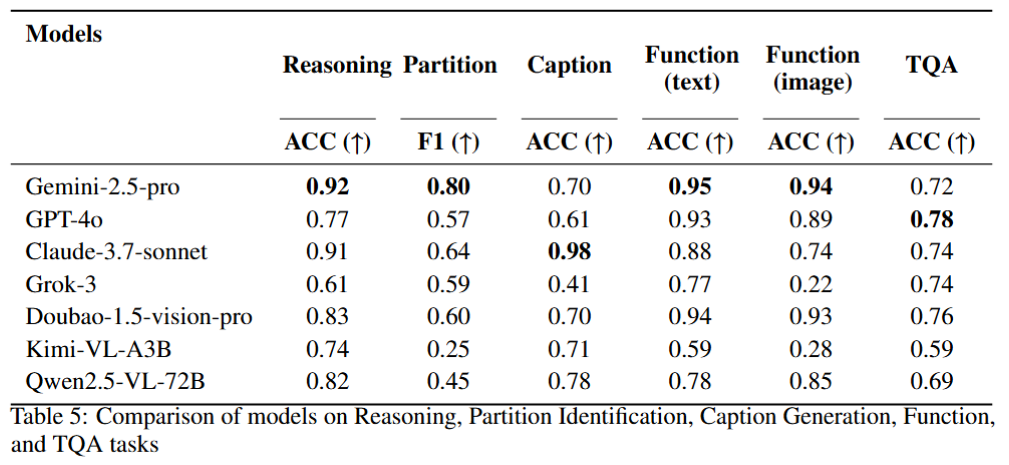 Models
Reasoning Partition Caption Function (text) Function (image) TQA
ACC (↑) F1 (↑) ACC (↑) ACC (↑) ACC (↑) ACC (↑)
Gemini-2.5-pro 0.92 0.80 0.70 0.95 0.94 0.72
GPT-4o 0.77 0.57 0.61 0.93 0.89 0.78
Claude-3.7-sonnet 0.91 0.64 0.98 0.88 0.74 0.74
Grok-3 0.61 0.59 0.41 0.77 0.22 0.74
Doubao-1.5-vision-pro 0.83 0.60 0.70 0.94 0.93 0.76
Kimi-VL-A3B 0.74 0.25 0.71 0.59 0.28 0.59
Qwen2.5-VL-72B 0.82 0.45 0.78 0.78 0.85 0.69
Table 5: Comparison of models on Reasoning, Partition Identification, Caption Generation, Function,
and TQA tasks